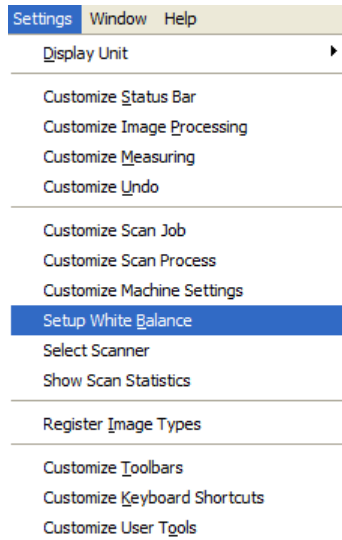 Settings Window Help
Display Unit
Customize Status Bar
Customize Image Processing
Customize Measuring
Customize Undo
Customize Scan Job
Customize Scan Process
Customize Machine Settings
Setup White Balance
Select Scanner
Show Scan Statistics
Register Image Types
Customize Toolbars
Customize Keyboard Shortcuts
Customize User Tools